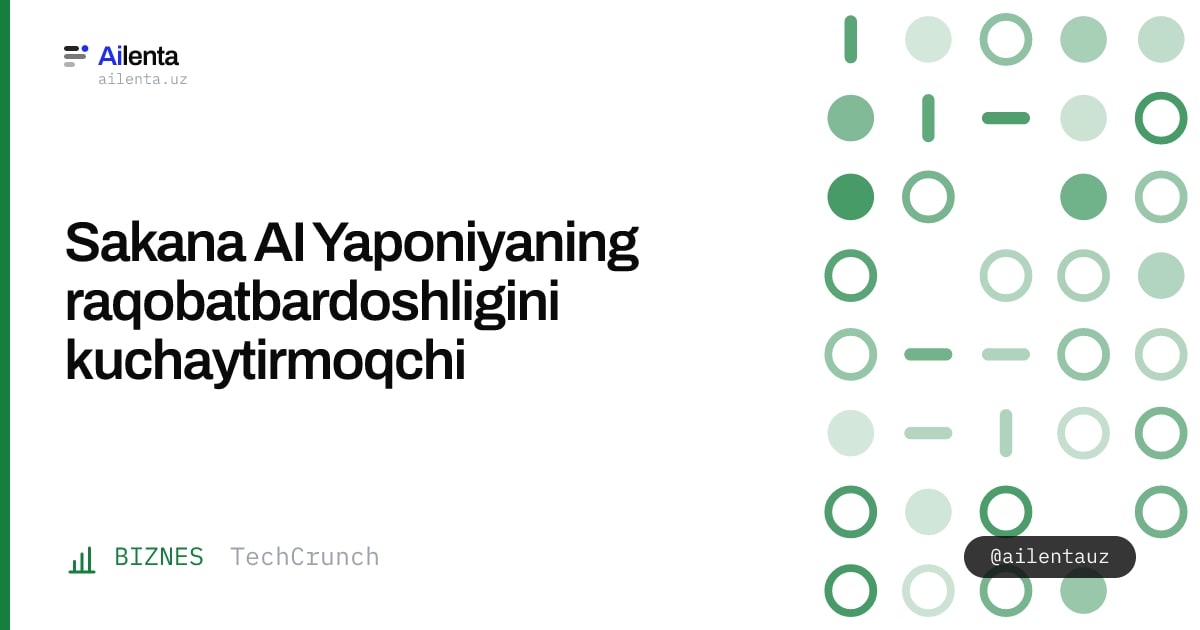 Ailenta
ailenta.uz
Sakana AI Yaponiyaning
raqobatbardoshligini
kuchaytirmoqchi
BIZNES TechCrunch
@ailentauz